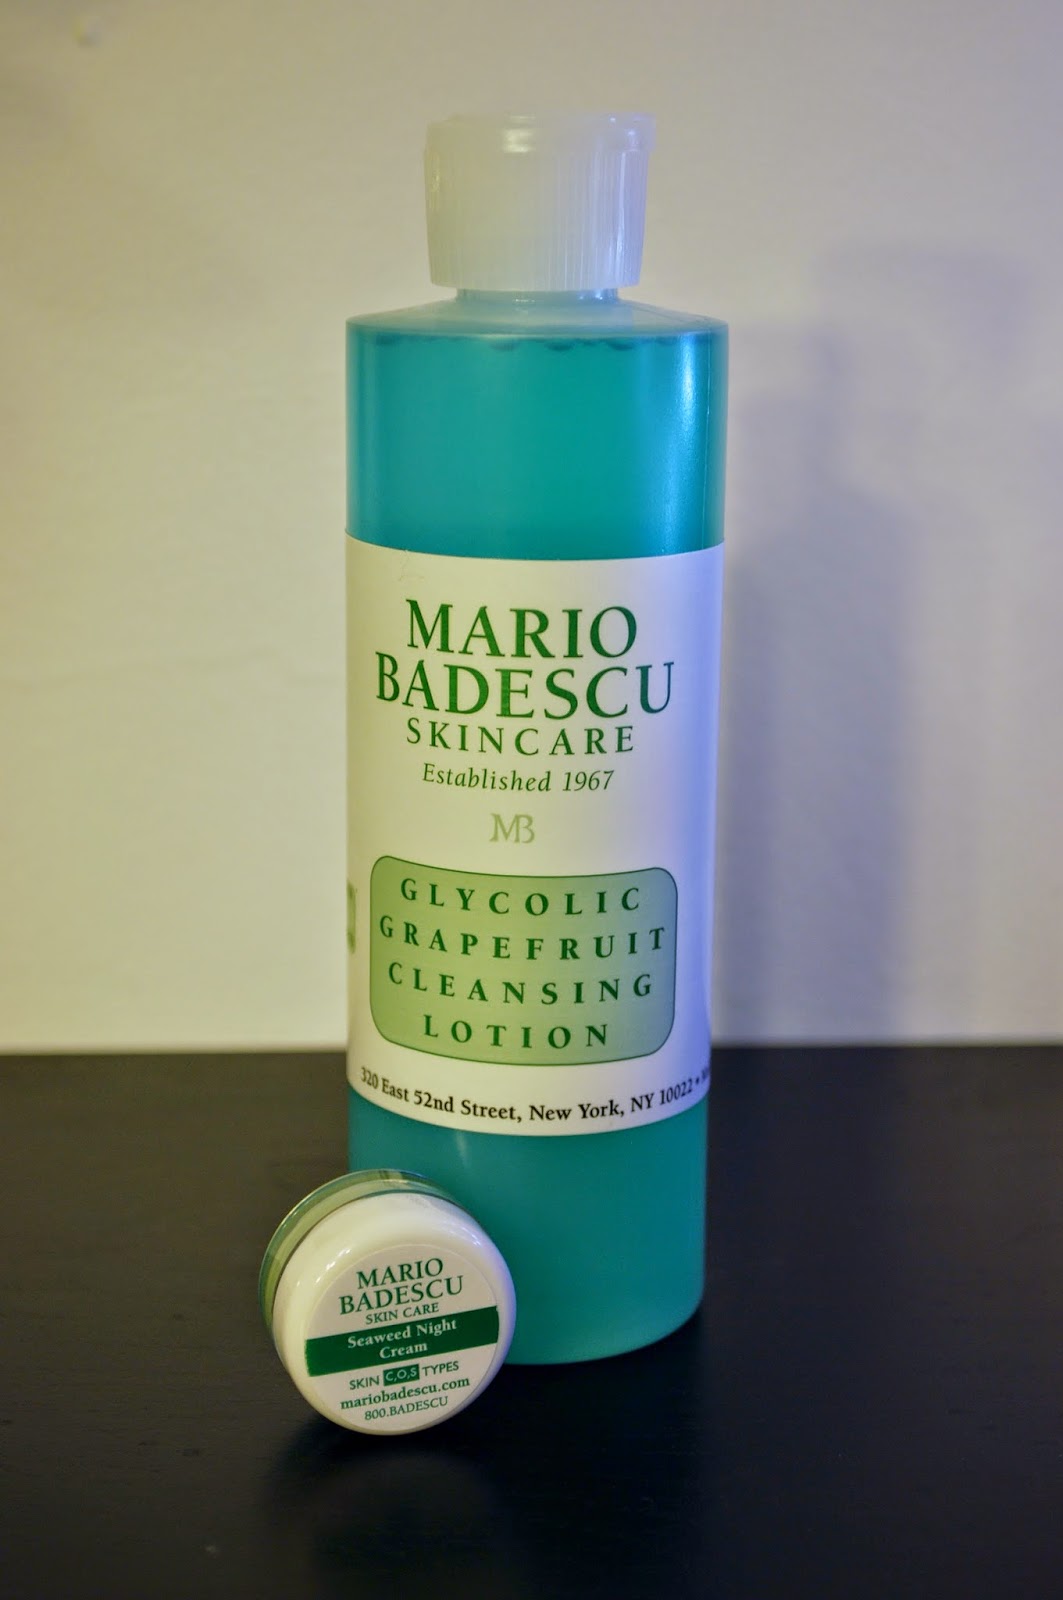 MARIO
BADESCU
SKINCARE
Established 1967
MB
GLYCOLIC
GRAPEFRUIT
CLEANSING
LOTION
320 East 52nd Street, New York, NY 10022 •
MARIO
BADESCU
SKIN CARE
Seaweed Night
Cream
SKIN C,O,S TYPES
mariobadescu.com
800.BADESCU